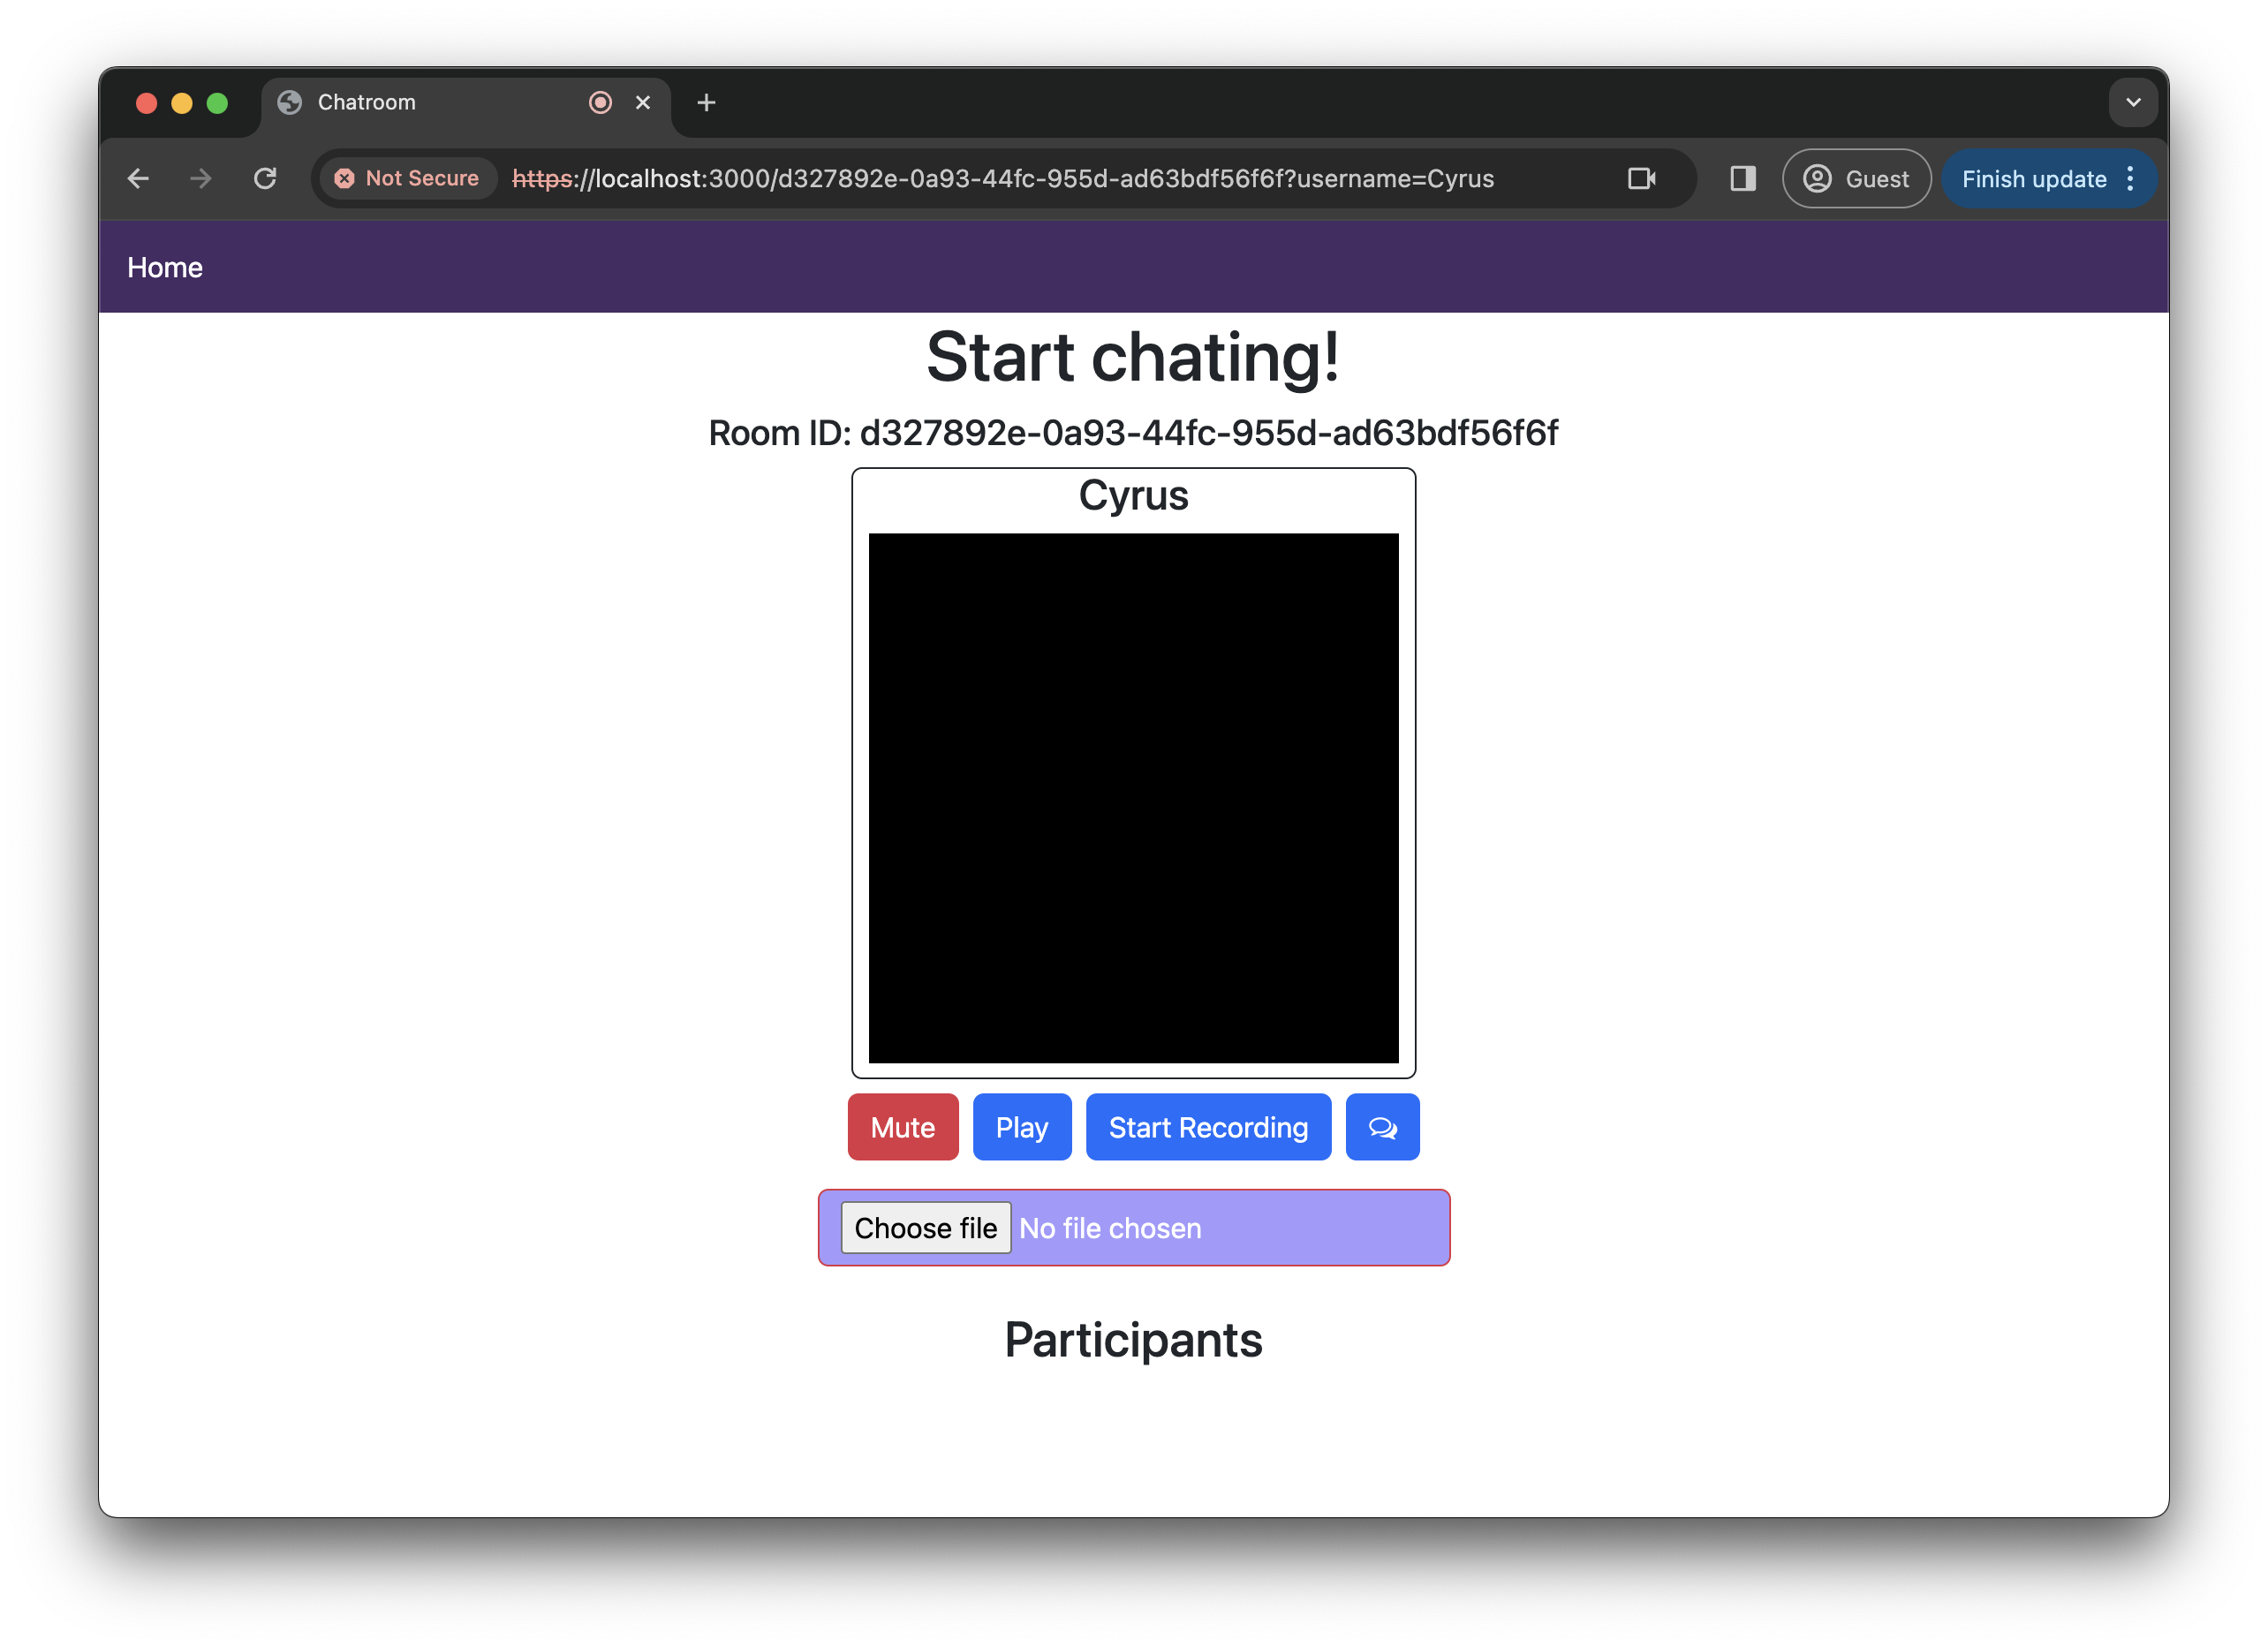 Chatroom
Not Secure https://localhost:3000/d327892e-0a93-44fc-955d-ad63bdf56f6f?username=Cyrus Guest Finish update
Home
Start chating!
Room ID: d327892e-0a93-44fc-955d-ad63bdf56f6f
Cyrus
Mute Play Start Recording
Choose file No file chosen
Participants